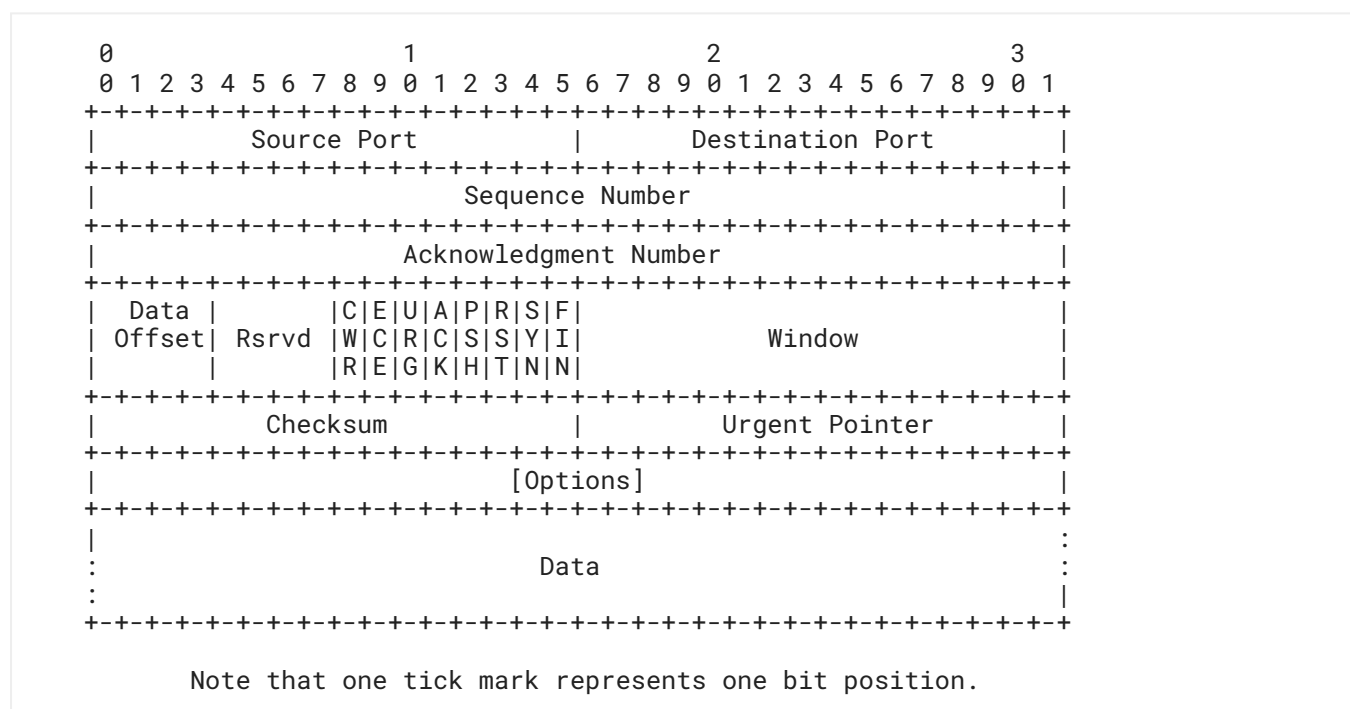 0                   1                   2                   3
 0 1 2 3 4 5 6 7 8 9 0 1 2 3 4 5 6 7 8 9 0 1 2 3 4 5 6 7 8 9 0 1
+-+-+-+-+-+-+-+-+-+-+-+-+-+-+-+-+-+-+-+-+-+-+-+-+-+-+-+-+-+-+-+-+
|          Source Port          |       Destination Port        |
+-+-+-+-+-+-+-+-+-+-+-+-+-+-+-+-+-+-+-+-+-+-+-+-+-+-+-+-+-+-+-+-+
|                        Sequence Number                        |
+-+-+-+-+-+-+-+-+-+-+-+-+-+-+-+-+-+-+-+-+-+-+-+-+-+-+-+-+-+-+-+-+
|                    Acknowledgment Number                      |
+-+-+-+-+-+-+-+-+-+-+-+-+-+-+-+-+-+-+-+-+-+-+-+-+-+-+-+-+-+-+-+-+
|  Data |       |C|E|U|A|P|R|S|F|                               |
| Offset| Rsrvd |W|C|R|C|S|S|Y|I|            Window             |
|       |       |R|E|G|K|H|T|N|N|                               |
+-+-+-+-+-+-+-+-+-+-+-+-+-+-+-+-+-+-+-+-+-+-+-+-+-+-+-+-+-+-+-+-+
|           Checksum            |         Urgent Pointer        |
+-+-+-+-+-+-+-+-+-+-+-+-+-+-+-+-+-+-+-+-+-+-+-+-+-+-+-+-+-+-+-+-+
|                           [Options]                           |
+-+-+-+-+-+-+-+-+-+-+-+-+-+-+-+-+-+-+-+-+-+-+-+-+-+-+-+-+-+-+-+-+
|                                                               :
:                             Data                              :
:                                                               |
+-+-+-+-+-+-+-+-+-+-+-+-+-+-+-+-+-+-+-+-+-+-+-+-+-+-+-+-+-+-+-+-+

       Note that one tick mark represents one bit position.